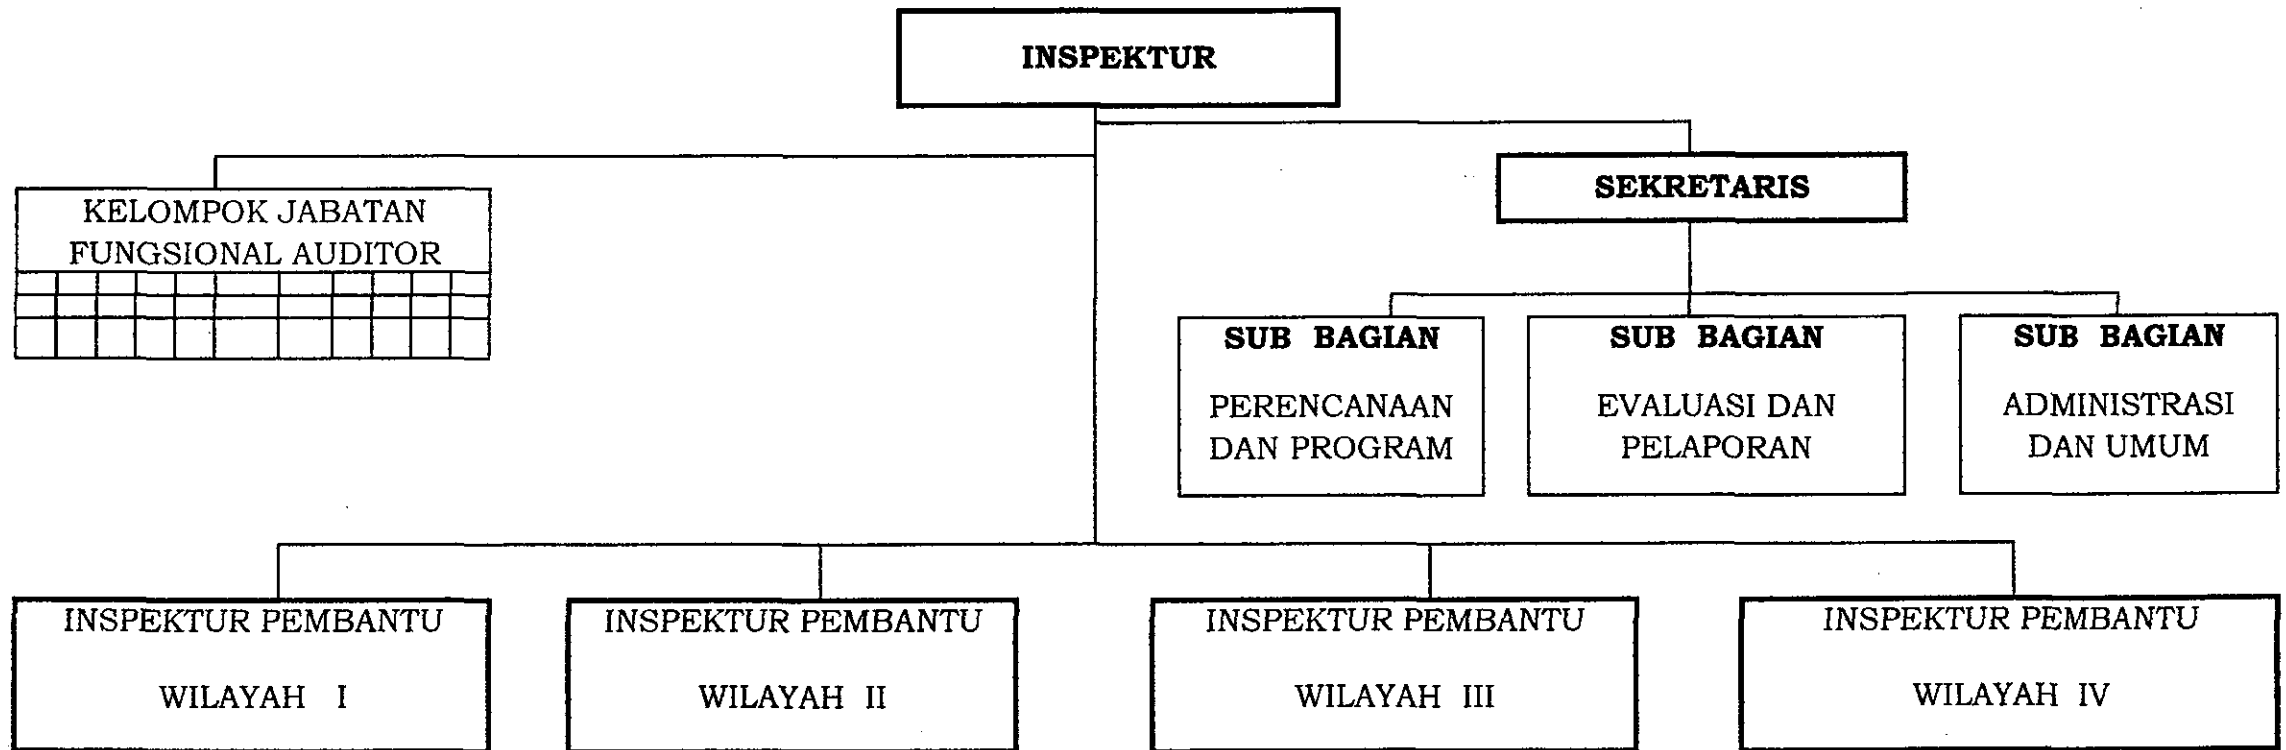 INSPEKTUR
SEKRETARIS
KELOMPOK JABATAN
FUNGSIONAL AUDITOR
SUB BAGIAN
PERENCANAAN
DAN PROGRAM
SUB BAGIAN
EVALUASI DAN
PELAPORAN
SUB BAGIAN
ADMINISTRASI
DAN UMUM
INSPEKTUR PEMBANTU
WILAYAH I
INSPEKTUR PEMBANTU
WILAYAH II
INSPEKTUR PEMBANTU
WILAYAH III
INSPEKTUR PEMBANTU
WILAYAH IV